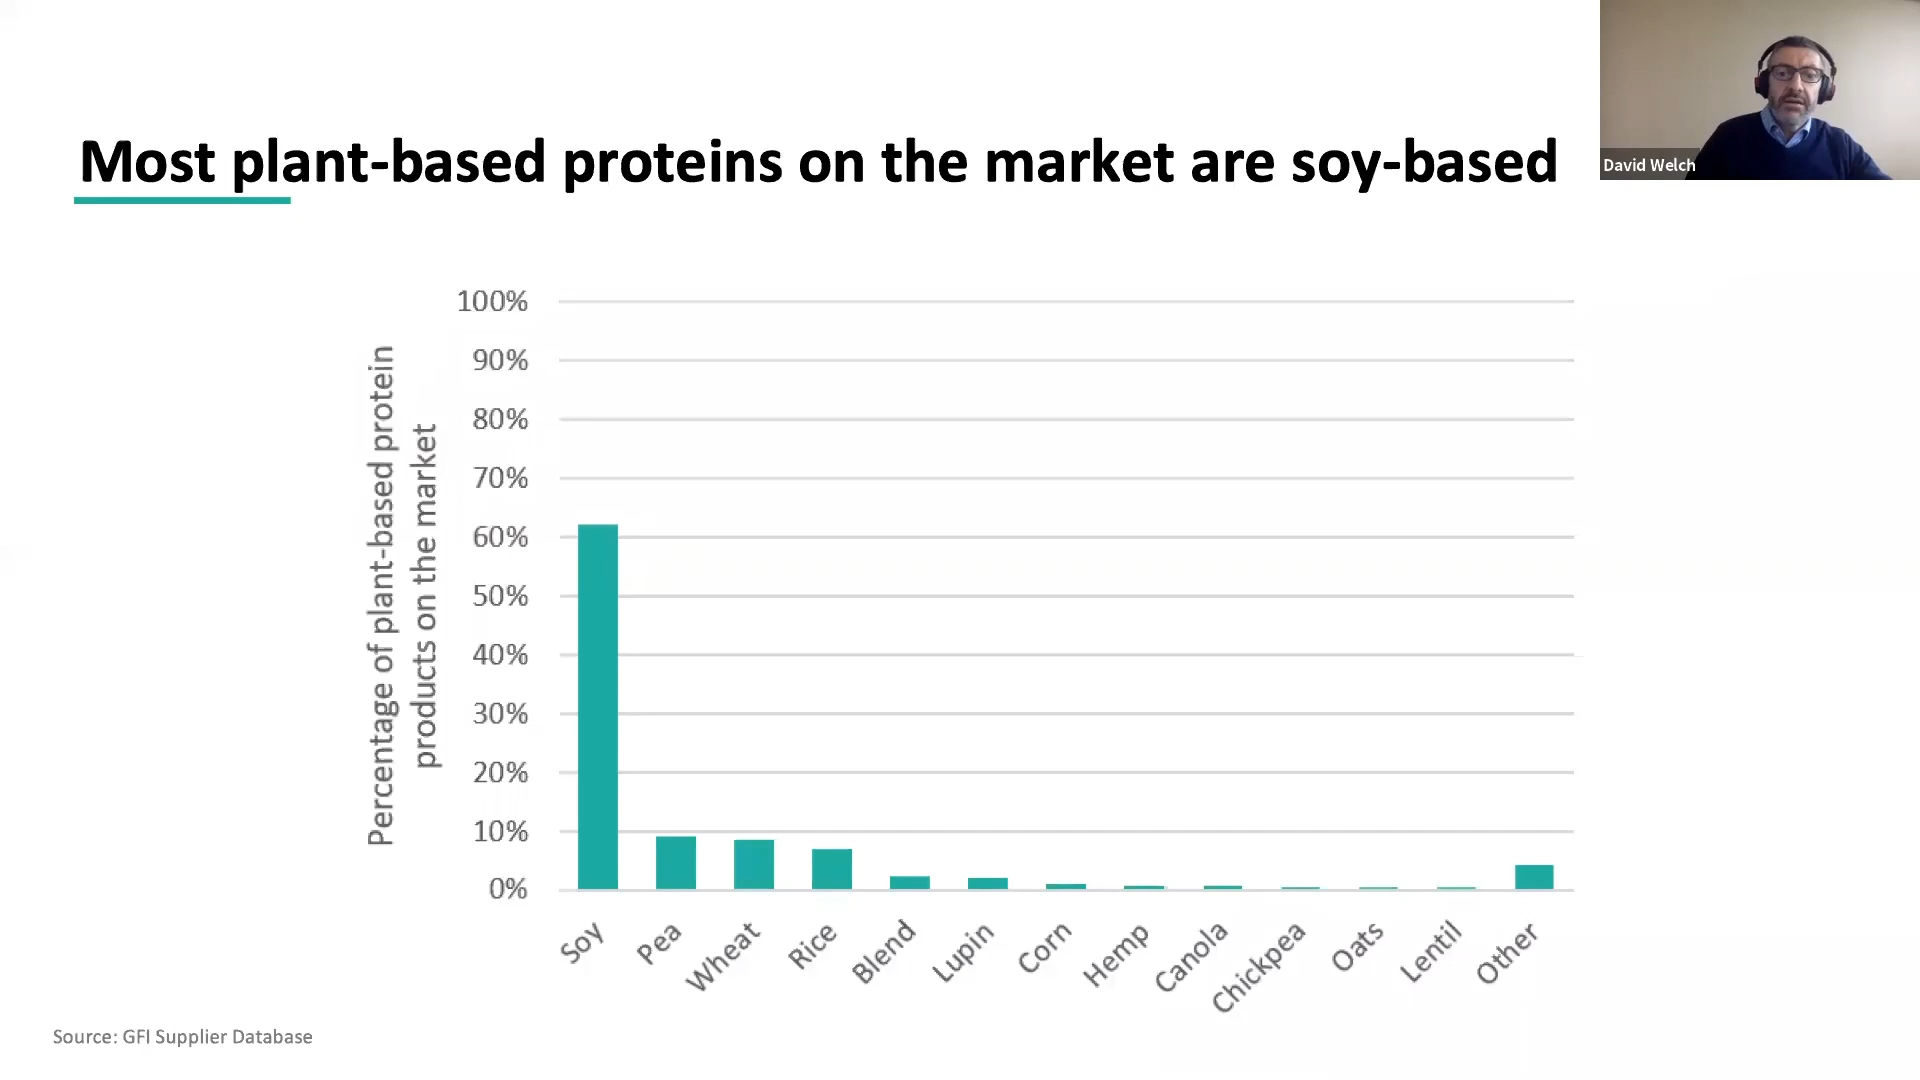 Most plant-based proteins on the market are soy-based
David Welch
Percentage of plant-based protein
products on the market
100%
90%
80%
70%
60%
50%
40%
30%
20%
10%
0%
Soy
Pea
Wheat
Rice
Blend
Lupin
Corn
Hemp
Canola
Chickpea
Oats
Lentil
Other
Source: GFI Supplier Database